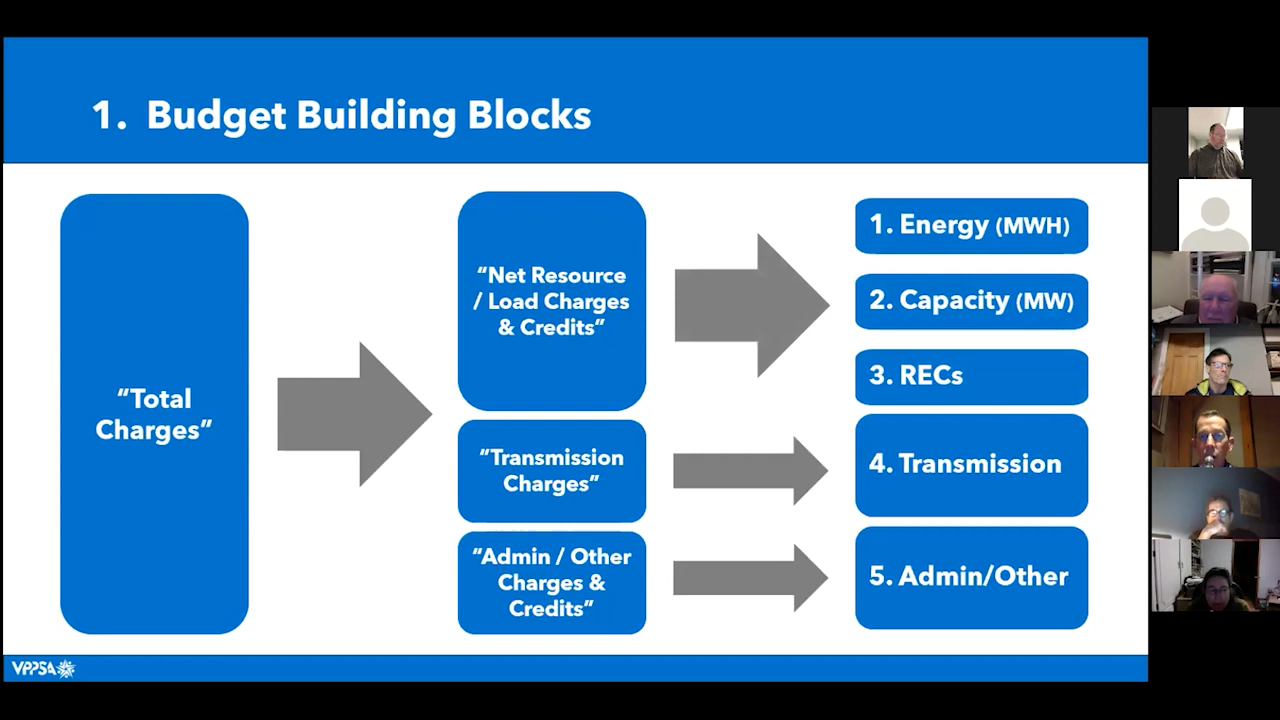 1. Budget Building Blocks
“Total
Charges”
“Net Resource
/ Load Charges
& Credits”
“Transmission
Charges”
“Admin / Other
Charges &
Credits”
1. Energy (MWH)
2. Capacity (MW)
3. RECs
4. Transmission
5. Admin/Other
VPPSA